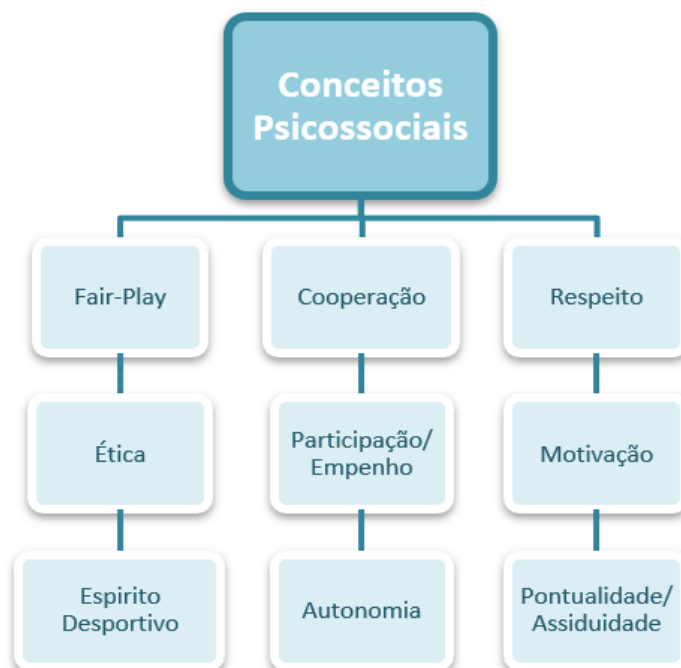 Conceitos
Psicossociais
Fair-Play
Cooperação
Respeito
Ética
Participação/
Empenho
Motivação
Espirito
Desportivo
Autonomia
Pontualidade/
Assiduidade